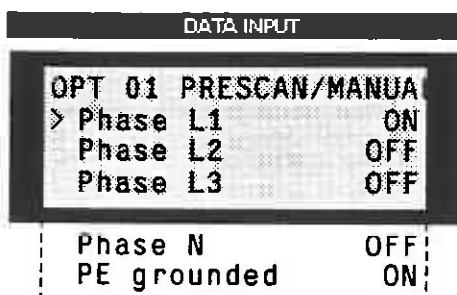 DATA INPUT
OPT 01 PRESCAN/MANUA
> Phase L1 ON
Phase L2 OFF
Phase L3 OFF
Phase N OFF
PE grounded ON